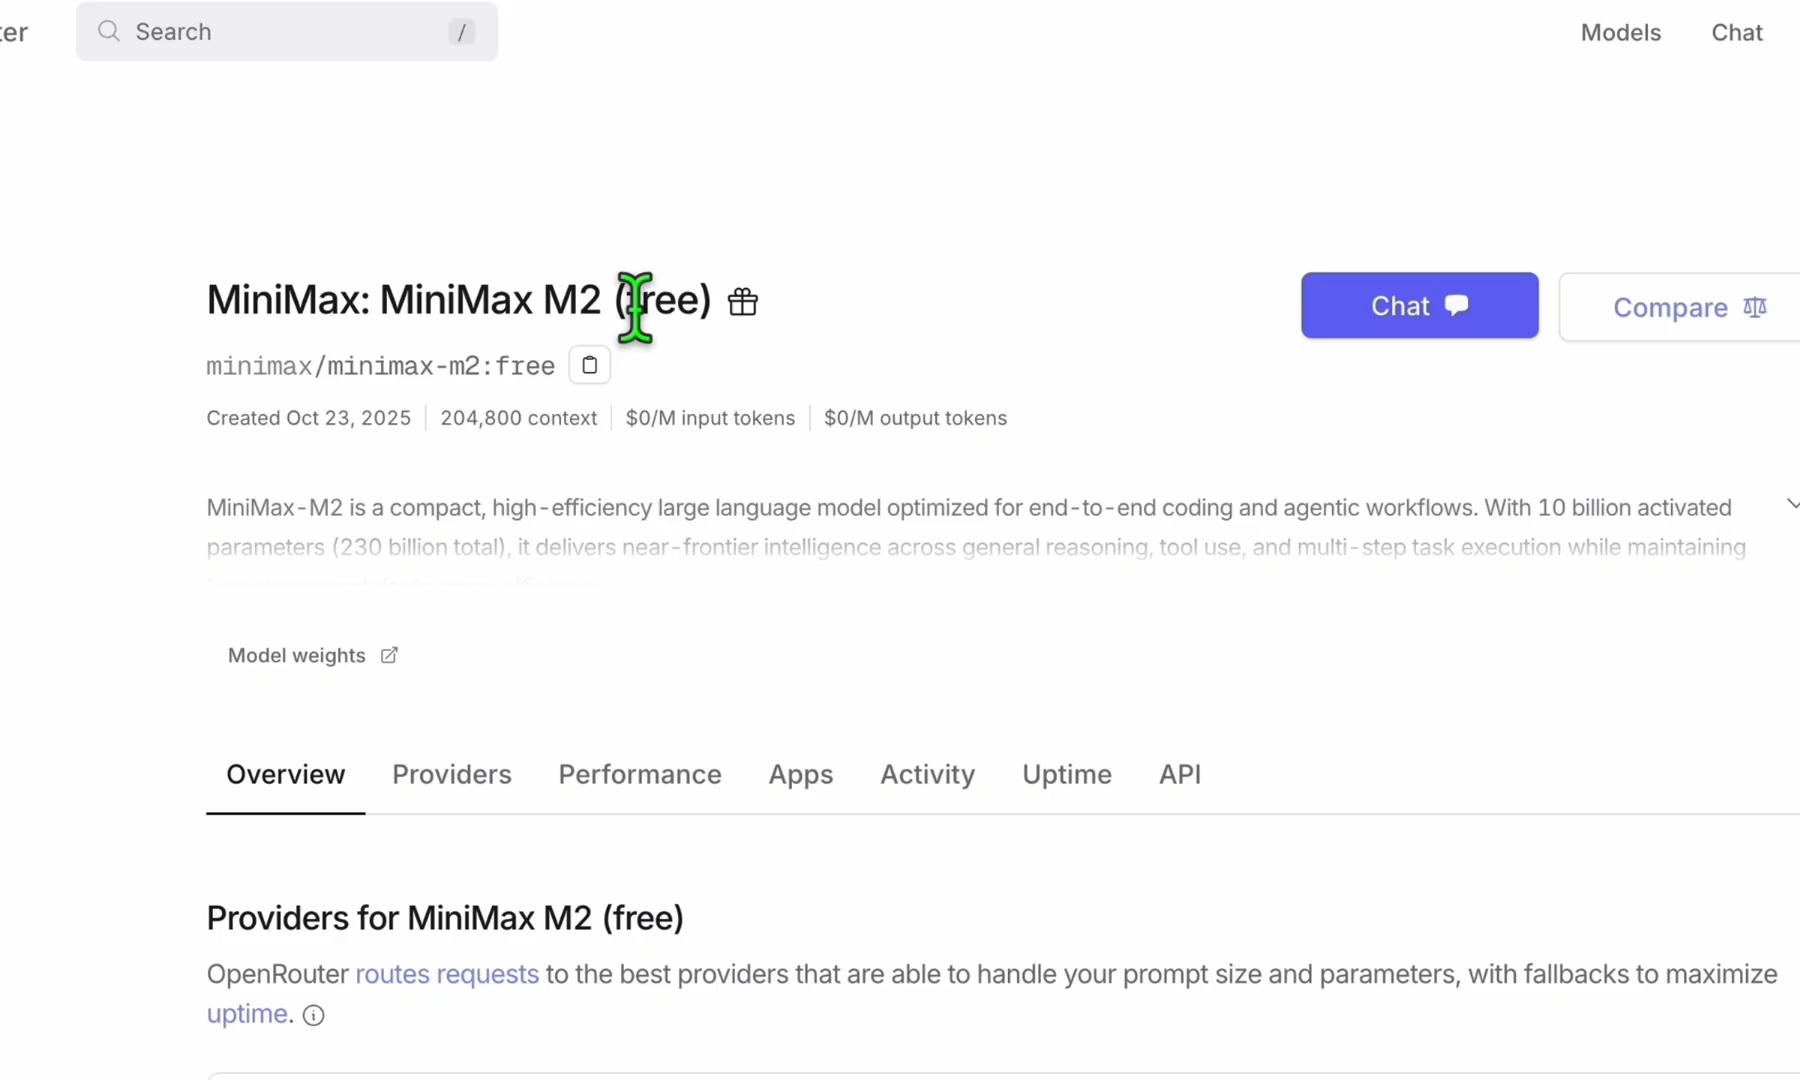 ter
Search /
Models Chat
MiniMax: MiniMax M2 (free)
Chat
Compare
minimax/minimax-m2:free
Created Oct 23, 2025 204,800 context $0/M input tokens $0/M output tokens
MiniMax-M2 is a compact, high-efficiency large language model optimized for end-to-end coding and agentic workflows. With 10 billion activated
parameters (230 billion total), it delivers near-frontier intelligence across general reasoning, tool use, and multi-step task execution while maintaining
Model weights
Overview Providers Performance Apps Activity Uptime API
Providers for MiniMax M2 (free)
OpenRouter routes requests to the best providers that are able to handle your prompt size and parameters, with fallbacks to maximize
uptime.